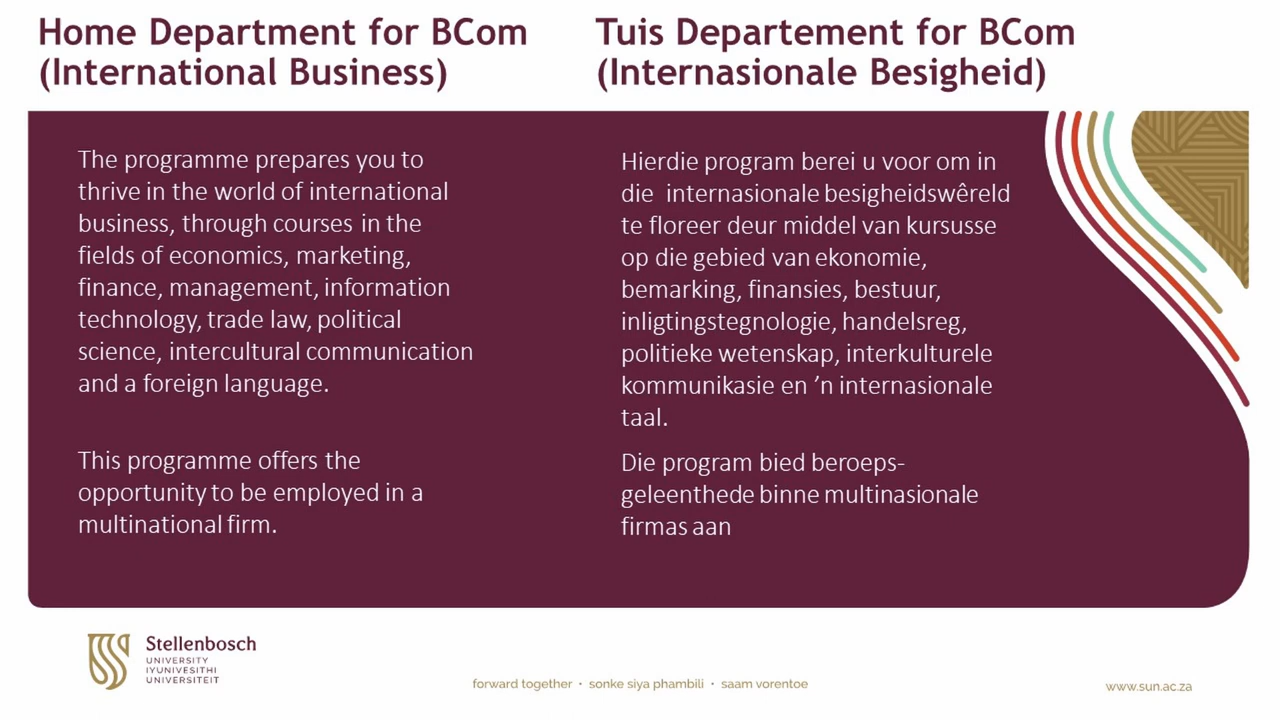 Home Department for BCom
(International Business)
The programme prepares you to
thrive in the world of international
business, through courses in the
fields of economics, marketing,
finance, management, information
technology, trade law, political
science, intercultural communication
and a foreign language.
This programme offers the
opportunity to be employed in a
multinational firm.
Tuis Departement for BCom
(Internasionale Besigheid)
Hierdie program berei u voor om in
die internasionale besigheidswêreld
te floreer deur middel van kursusse
op die gebied van ekonomie,
bemarking, finansies, bestuur,
inligtingstegnologie, handelsreg,
politieke wetenskap, interkulturele
kommunikasie en ’n internasionale
taal.
Die program bied beroeps-
geleenthede binne multinasionale
firmas aan
Stellenbosch
UNIVERSITY
IYUNIVESITHI
UNIVERSITEIT
forward together • sonke siya phambili • saam vorentoe
www.sun.ac.za